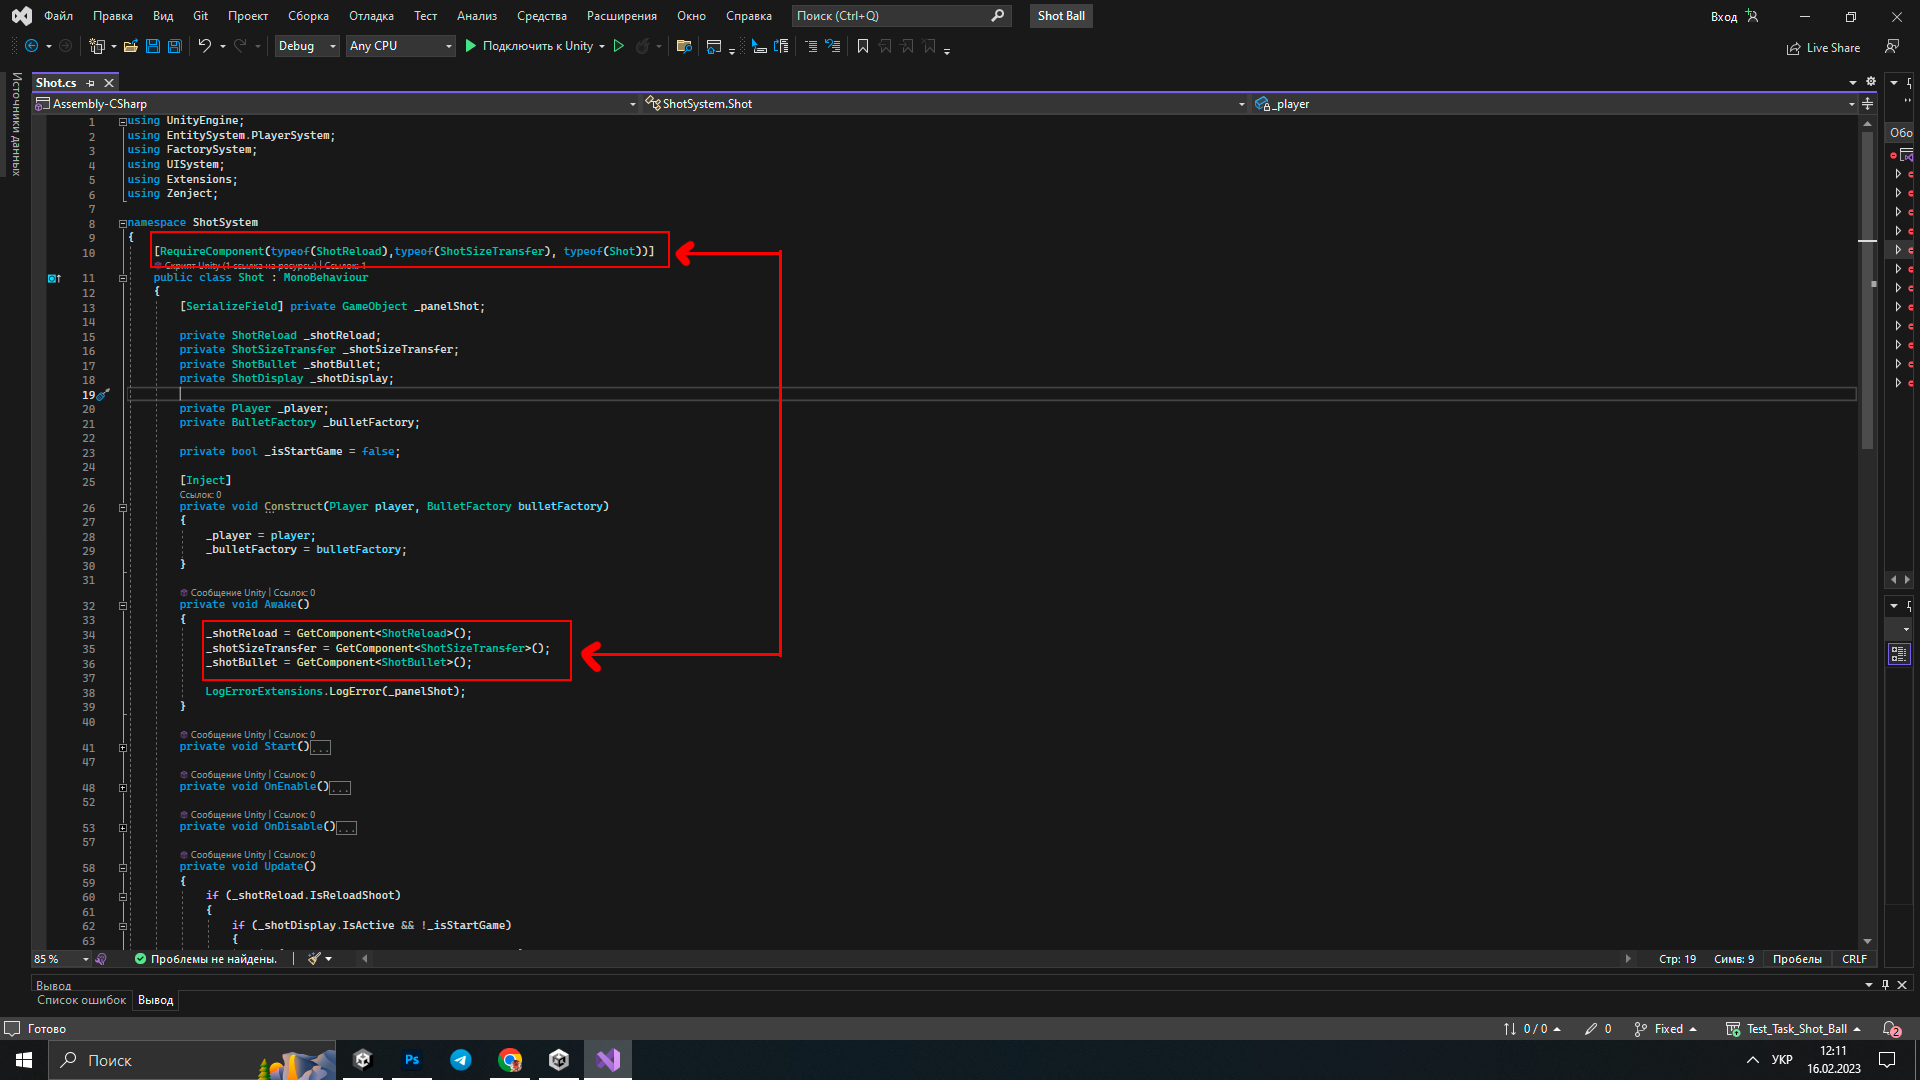 Файл Правка Вид Git Проект Сборка Отладка Тест Анализ Средства Расширения Окно Справка Поиск (Ctrl+Q) Shot Ball Вход
Debug Any CPU Подключить к Unity Live Share
Источники данных
Shot.cs
Assembly-CSharp ShotSystem.Shot _player
Обо
1 using UnityEngine;
2 using EntitySystem.PlayerSystem;
3 using FactorySystem;
4 using UISystem;
5 using Extensions;
6 using Zenject;
7
8 namespace ShotSystem
9 {
10 [RequireComponent(typeof(ShotReload),typeof(ShotSizeTransfer), typeof(Shot))]
Скрипт Unity (1 ссылка на ресурсы) | Ссылок: 1
11 public class Shot : MonoBehaviour
12 {
13 [SerializeField] private GameObject _panelShot;
14
15 private ShotReload _shotReload;
16 private ShotSizeTransfer _shotSizeTransfer;
17 private ShotBullet _shotBullet;
18 private ShotDisplay _shotDisplay;
19
20 private Player _player;
21 private BulletFactory _bulletFactory;
22
23 private bool _isStartGame = false;
24
25 [Inject]
Ссылок: 0
26 private void Construct(Player player, BulletFactory bulletFactory)
27 {
28 _player = player;
29 _bulletFactory = bulletFactory;
30 }
31
Сообщение Unity | Ссылок: 0
32 private void Awake()
33 {
34 _shotReload = GetComponent<ShotReload>();
35 _shotSizeTransfer = GetComponent<ShotSizeTransfer>();
36 _shotBullet = GetComponent<ShotBullet>();
37
38 LogErrorExtensions.LogError(_panelShot);
39 }
40
Сообщение Unity | Ссылок: 0
41 private void Start()...
47
Сообщение Unity | Ссылок: 0
48 private void OnEnable()...
52
Сообщение Unity | Ссылок: 0
53 private void OnDisable()...
57
Сообщение Unity | Ссылок: 0
58 private void Update()
59 {
60 if (_shotReload.IsReloadShoot)
61 {
62 if (_shotDisplay.IsActive && !_isStartGame)
63 {
85 % Проблемы не найдены. Стр: 19 Симв: 9 Пробелы CRLF
Вывод
Список ошибок Вывод
Готово 0 / 0 0 Fixed Test_Task_Shot_Ball 2
Поиск Ps УКР 12:11
16.02.2023